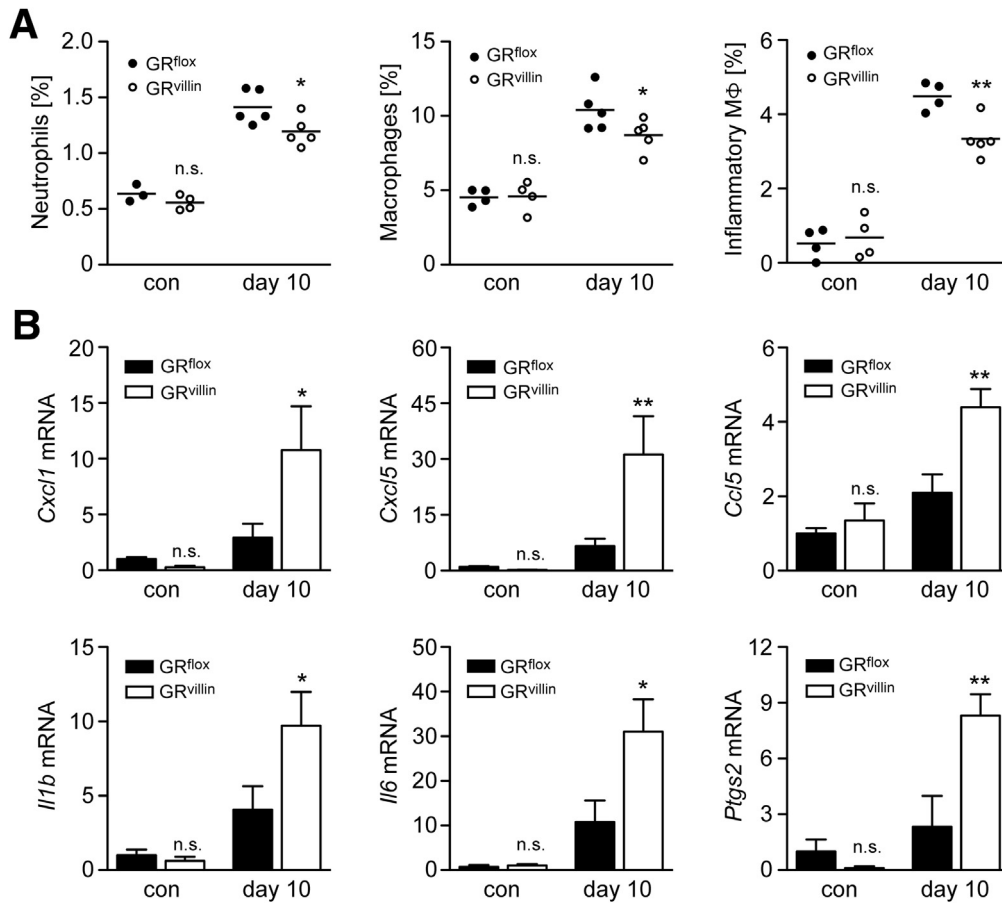 A
Neutrophils [%]
2.0
1.5
1.0
0.5
0
GRflox
GRvillin
n.s.
*
con
day 10
Macrophages [%]
15
10
5
0
GRflox
GRvillin
n.s.
*
con
day 10
Inflammatory MΦ [%]
6
4
2
0
GRflox
GRvillin
n.s.
**
con
day 10
B
Cxcl1 mRNA
20
15
10
5
0
GRflox
GRvillin
n.s.
*
con
day 10
Cxcl5 mRNA
60
45
30
15
0
GRflox
GRvillin
n.s.
**
con
day 10
Ccl5 mRNA
6
4
2
0
GRflox
GRvillin
n.s.
**
con
day 10
Il1b mRNA
15
10
5
0
GRflox
GRvillin
n.s.
*
con
day 10
Il6 mRNA
50
40
30
20
10
0
GRflox
GRvillin
n.s.
*
con
day 10
Ptgs2 mRNA
12
9
6
3
0
GRflox
GRvillin
n.s.
**
con
day 10